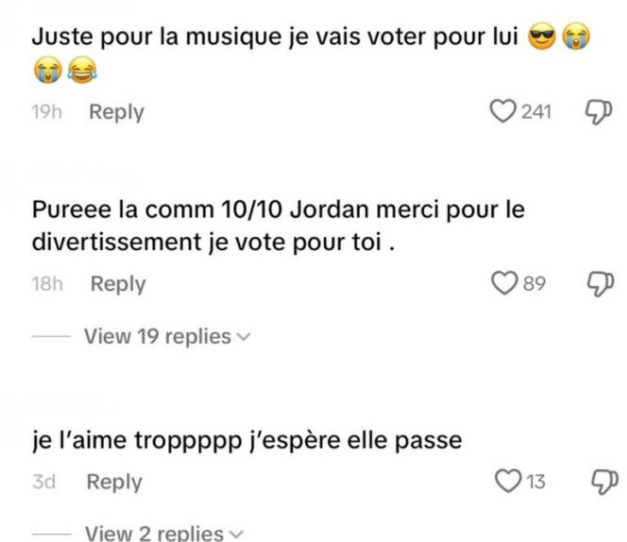 Juste pour la musique je vais voter pour lui 😎😭
😭😂
19h Reply 241
Pureee la comm 10/10 Jordan merci pour le
divertissement je vote pour toi .
18h Reply 89
View 19 replies
je l'aime troppppp j'espère elle passe
3d Reply 13
View 2 replies